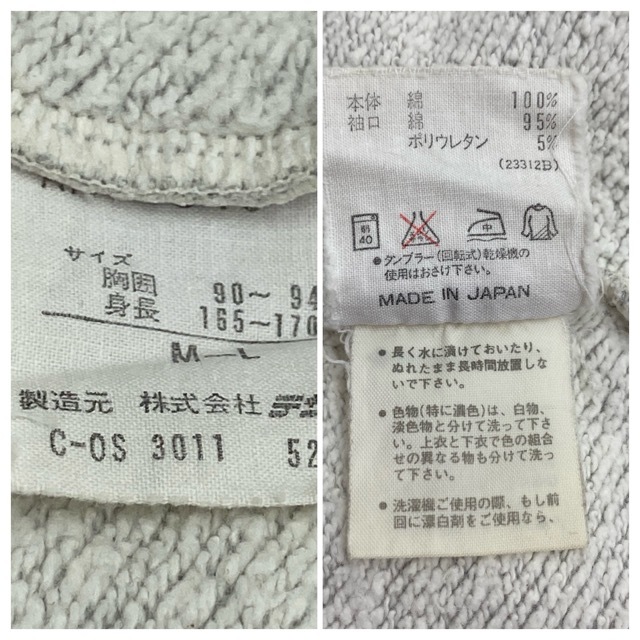 サイズ
胸囲 90～94
身長 165～170
M—L
製造元 株式会社 デサ
C-OS 3011 52
本体 綿 100%
袖口 綿 95%
ポリウレタン 5%
(23312B)
弱
40
中
●タンブラー(回転式)乾燥機の
使用はおさけ下さい。
MADE IN JAPAN
●長く水に漬けておいたり、
ぬれたまま長時間放置しな
いで下さい。
●色物(特に濃色)は、白物、
淡色物と分けて洗って下さ
い。上衣と下衣で色の組合
せの異なる物も分けて洗っ
て下さい。
●洗濯機ご使用の際、もし前
回に漂白剤をご使用なら、